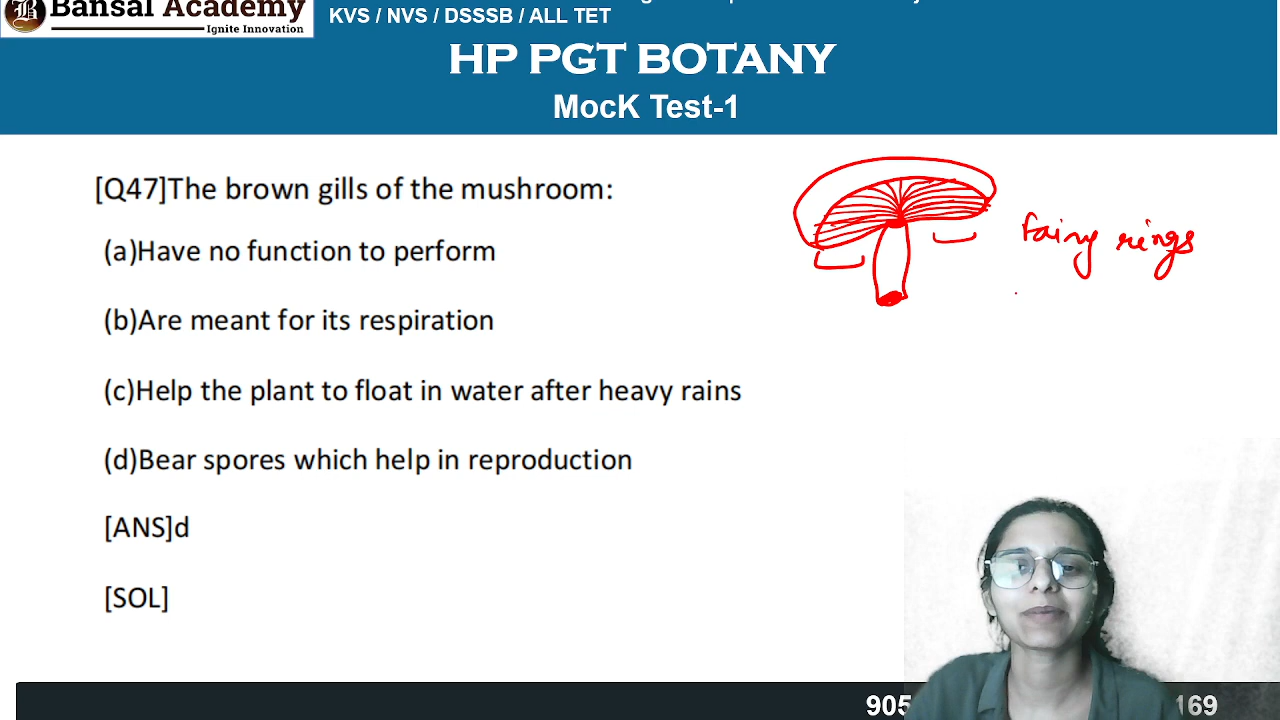 Bansal Academy
Ignite Innovation
KVS / NVS / DSSSB / ALL TET
HP PGT BOTANY
MocK Test-1
[Q47]The brown gills of the mushroom:
(a)Have no function to perform
(b)Are meant for its respiration
(c)Help the plant to float in water after heavy rains
(d)Bear spores which help in reproduction
[ANS]d
[SOL]
fairy rings
905
169